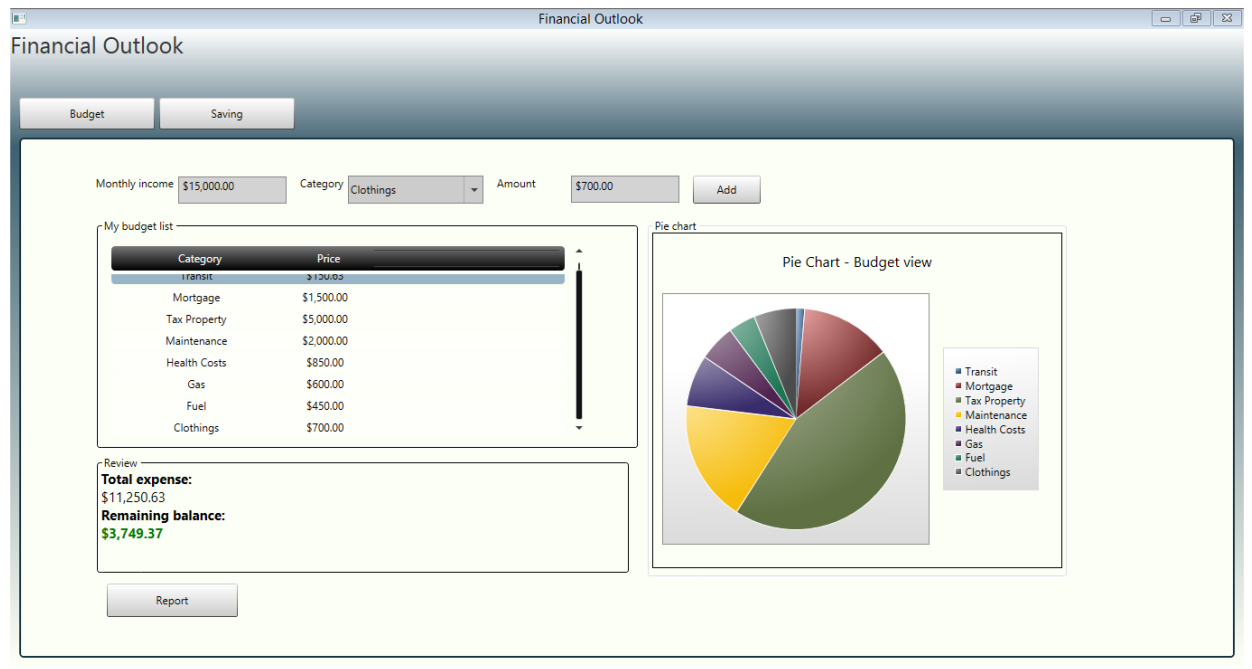 Financial Outlook
Financial Outlook
Budget Saving
Monthly income $15,000.00 Category Clothings Amount $700.00 Add
My budget list
Category Price
Transit $150.63
Mortgage $1,500.00
Tax Property $5,000.00
Maintenance $2,000.00
Health Costs $850.00
Gas $600.00
Fuel $450.00
Clothings $700.00
Review
Total expense:
$11,250.63
Remaining balance:
$3,749.37
Report
Pie chart
Pie Chart - Budget view
Transit
Mortgage
Tax Property
Maintenance
Health Costs
Gas
Fuel
Clothings